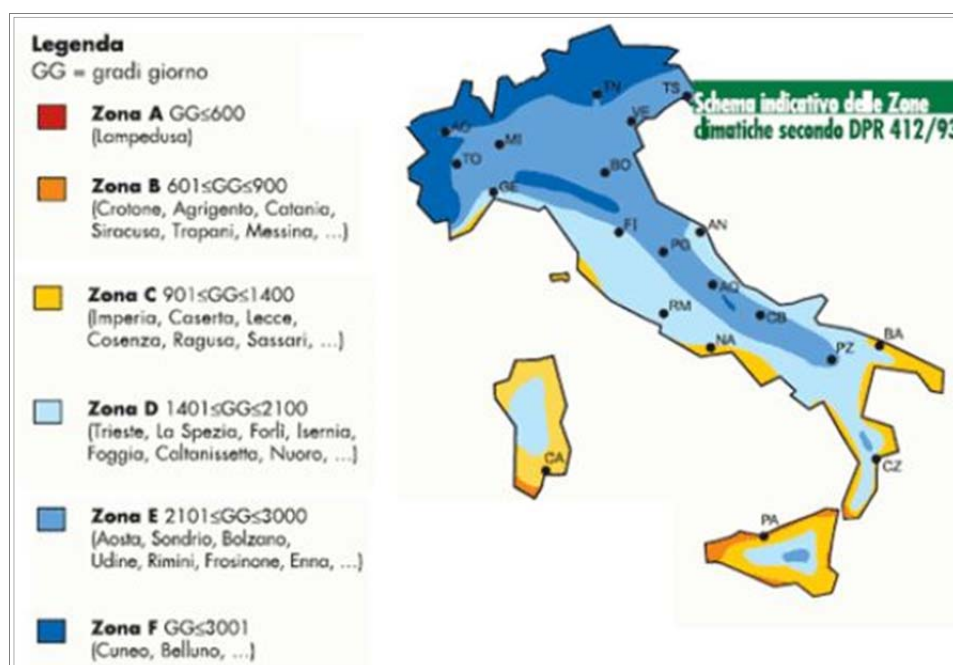 Legenda
GG = gradi giorno
Zona A GG≤600
(Lampedusa)
Zona B 601≤GG≤900
(Crotone, Agrigento, Catania,
Siracusa, Trapani, Messina, ...)
Zona C 901≤GG≤1400
(Imperia, Caserta, Lecce,
Cosenza, Ragusa, Sassari, ...)
Zona D 1401≤GG≤2100
(Trieste, La Spezia, Forlì, Isernia,
Foggia, Caltanissetta, Nuoro, ...)
Zona E 2101≤GG≤3000
(Aosta, Sondrio, Bolzano,
Udine, Rimini, Frosinone, Enna, ...)
Zona F GG≤3001
(Cuneo, Belluno, ...)
Schema indicativo delle Zone
climatiche secondo DPR 412/93
TN
TS
AO
MI
VE
TO
BO
GE
FI
AN
PG
AQ
RM
CB
BA
NA
PZ
CA
CZ
PA